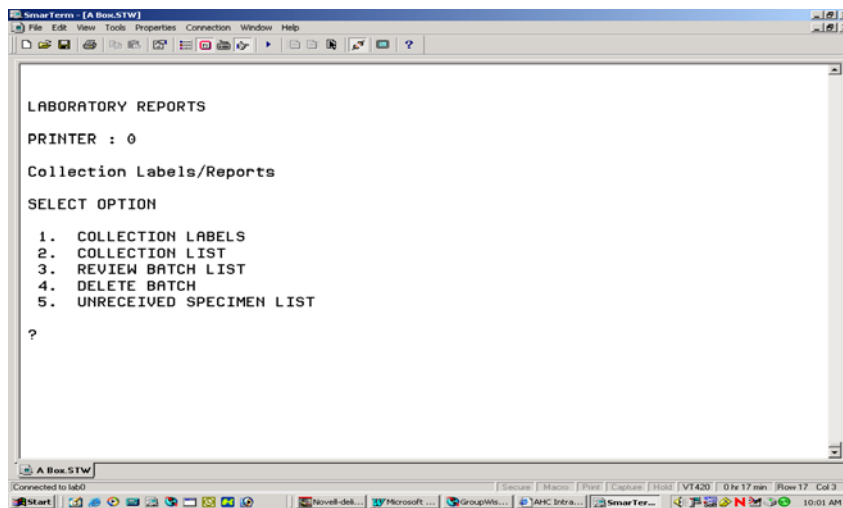 SmarTerm - [A Box.STW]
File Edit View Tools Properties Connection Window Help
LABORATORY REPORTS
PRINTER : 0
Collection Labels/Reports
SELECT OPTION
1. COLLECTION LABELS
2. COLLECTION LIST
3. REVIEW BATCH LIST
4. DELETE BATCH
5. UNRECEIVED SPECIMEN LIST
?
A Box.STW
Connected to lab0 Secure Macro Print Capture Hold VT420 0 hr 17 min Row 17 Col 3
Start Novell-deli... Microsoft ... GroupWis... AHC Intra... SmarTer... 10:01 AM